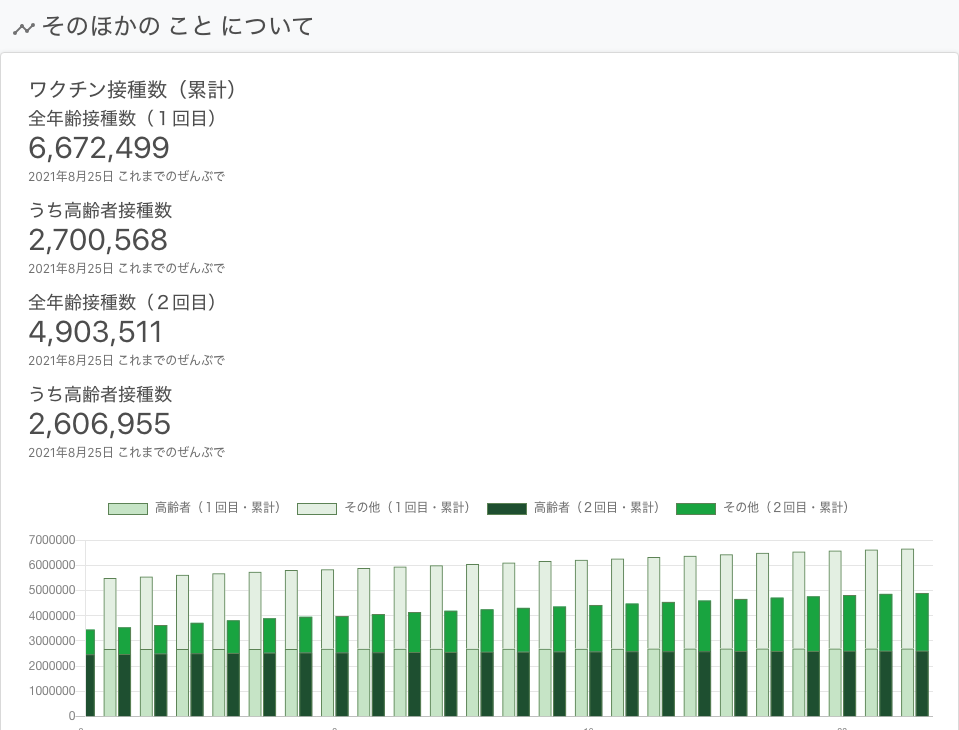 そのほかの こと について
ワクチン接種数（累計）
全年齢接種数（１回目）
6,672,499
2021年8月25日 これまでのぜんぶで
うち高齢者接種数
2,700,568
2021年8月25日 これまでのぜんぶで
全年齢接種数（２回目）
4,903,511
2021年8月25日 これまでのぜんぶで
うち高齢者接種数
2,606,955
2021年8月25日 これまでのぜんぶで
高齢者（１回目・累計） その他（１回目・累計） 高齢者（２回目・累計） その他（２回目・累計）
7000000
6000000
5000000
4000000
3000000
2000000
1000000
0